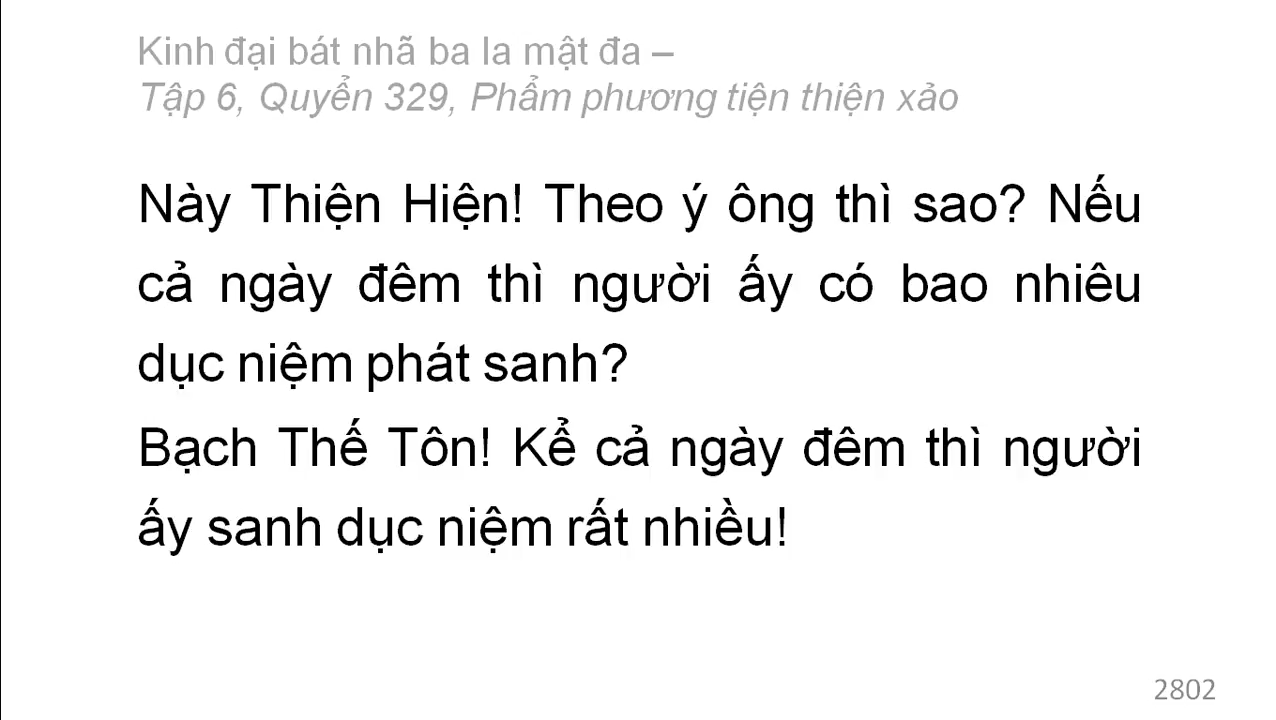 Kinh đại bát nhã ba la mật đa –
Tập 6, Quyển 329, Phẩm phương tiện thiện xảo
Này Thiện Hiện! Theo ý ông thì sao? Nếu
cả ngày đêm thì người ấy có bao nhiêu
dục niệm phát sanh?
Bạch Thế Tôn! Kể cả ngày đêm thì người
ấy sanh dục niệm rất nhiều!
2802